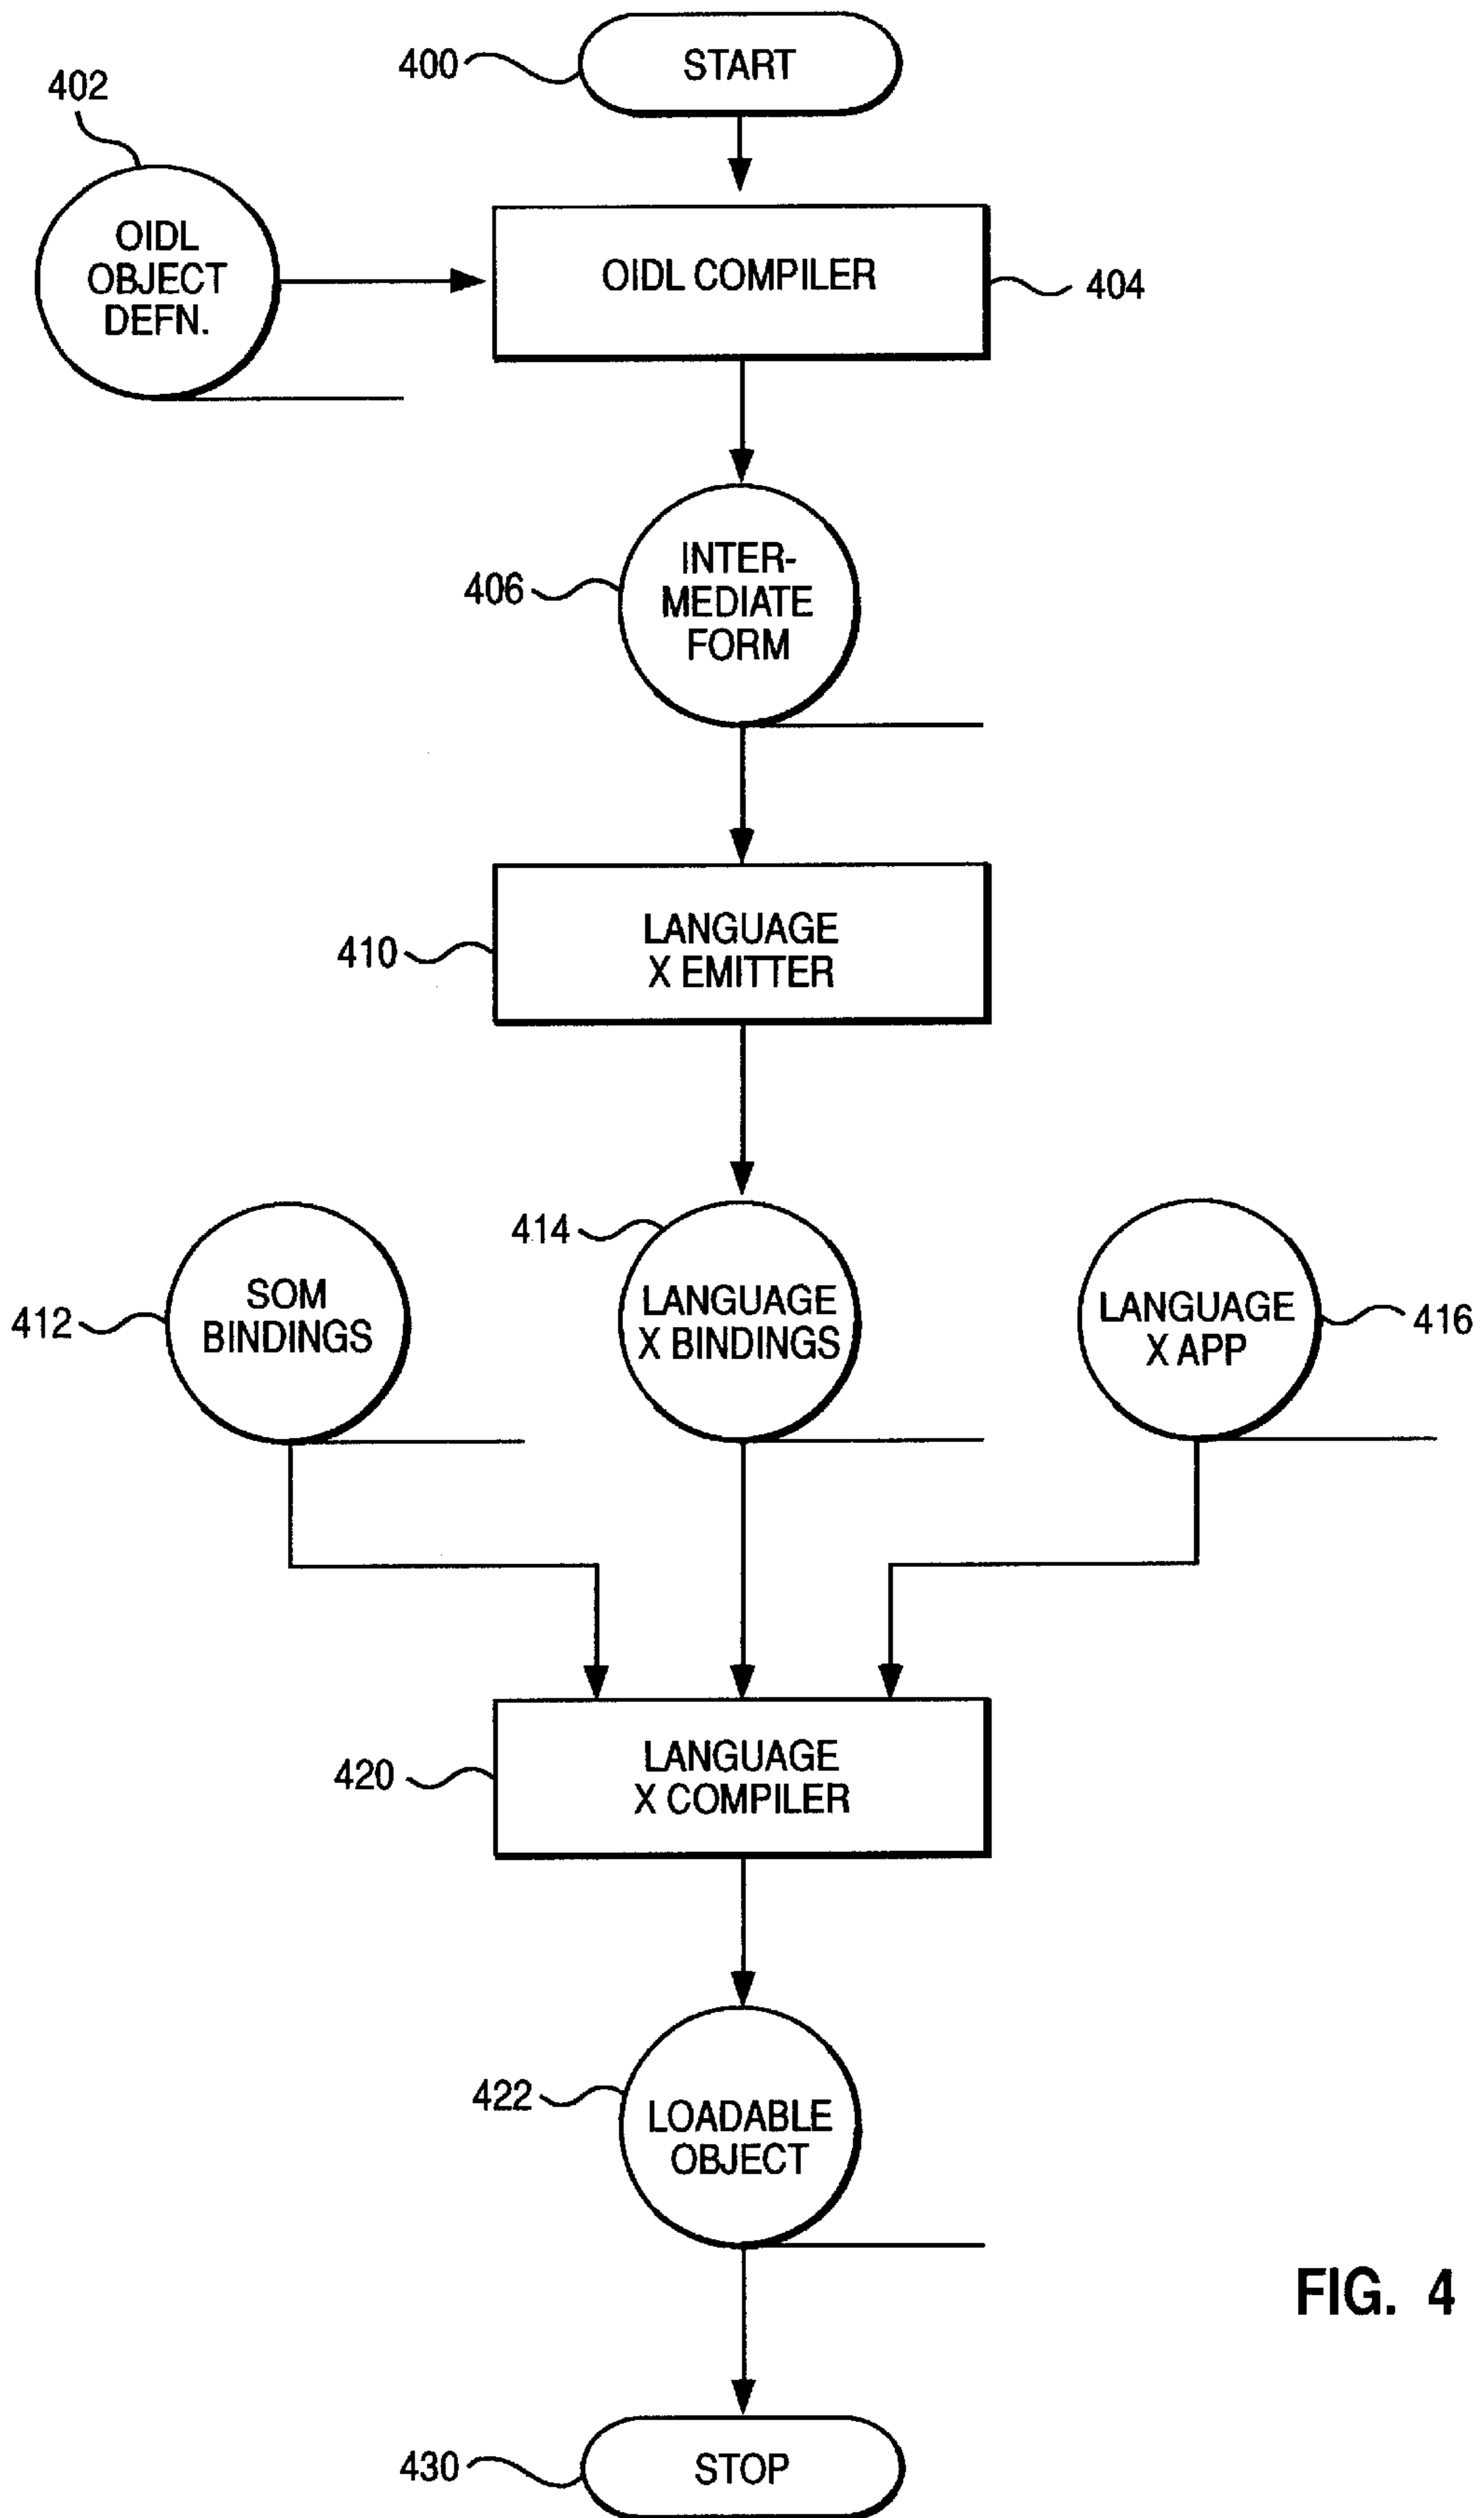 400
START
402
OIDL
OBJECT
DEFN.
OIDL COMPILER
404
406
INTER-
MEDIATE
FORM
410
LANGUAGE
X EMITTER
412
SOM
BINDINGS
414
LANGUAGE
X BINDINGS
LANGUAGE
X APP
416
420
LANGUAGE
X COMPILER
422
LOADABLE
OBJECT
FIG. 4
430
STOP